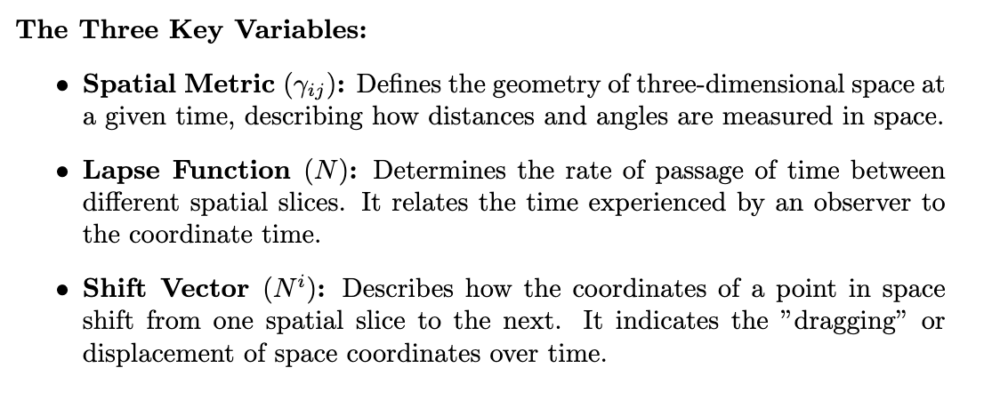 The Three Key Variables:
• Spatial Metric (γij): Defines the geometry of three-dimensional space at
a given time, describing how distances and angles are measured in space.
• Lapse Function (N): Determines the rate of passage of time between
different spatial slices. It relates the time experienced by an observer to
the coordinate time.
• Shift Vector (Nⁱ): Describes how the coordinates of a point in space
shift from one spatial slice to the next. It indicates the ”dragging” or
displacement of space coordinates over time.